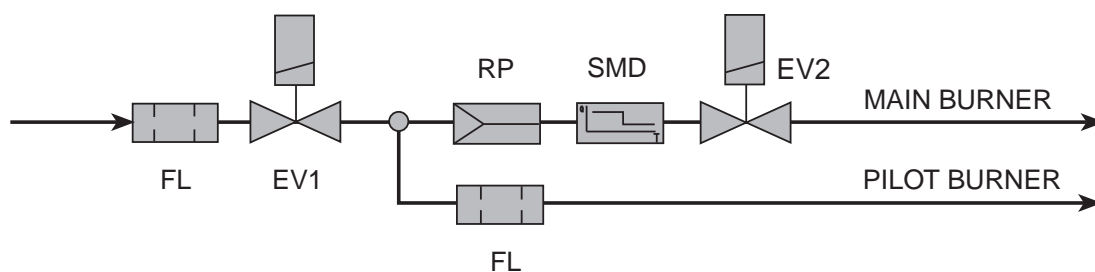 RP
SMD
EV2
MAIN BURNER
Q
T
FL
EV1
PILOT BURNER
FL